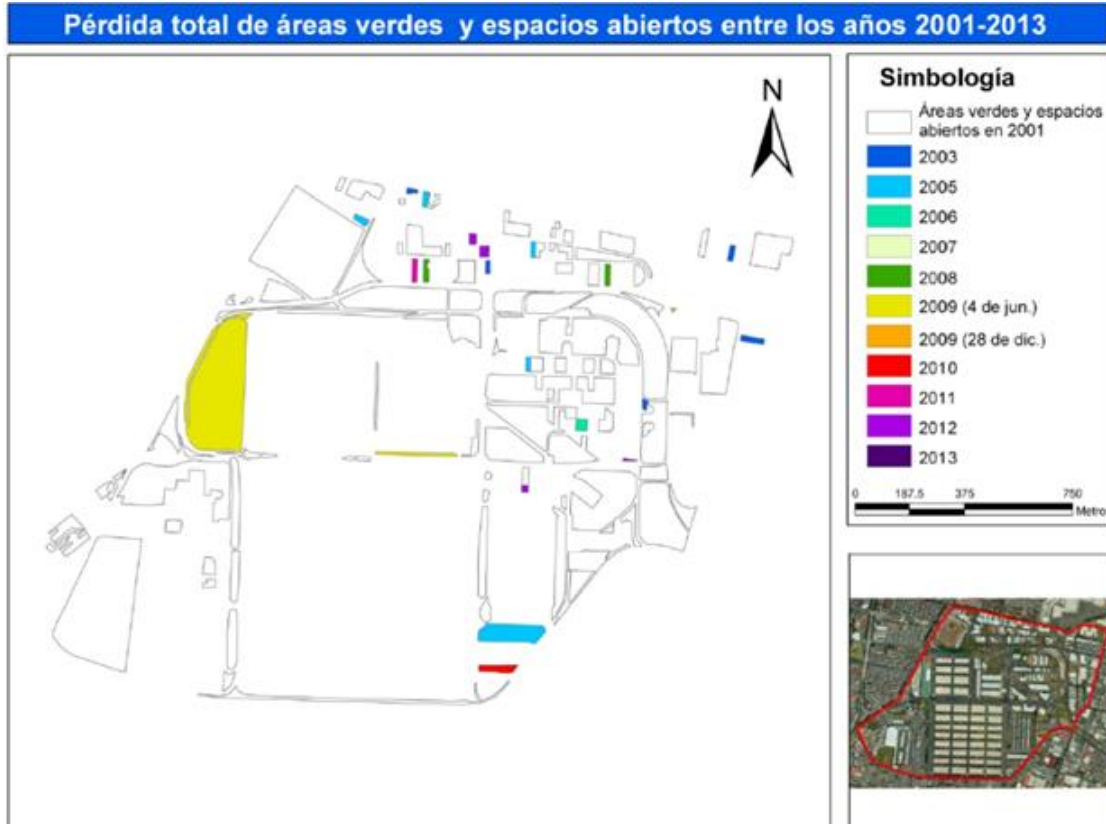 Pérdida total de áreas verdes y espacios abiertos entre los años 2001-2013
N
Simbología
Áreas verdes y espacios
abiertos en 2001
2003
2005
2006
2007
2008
2009 (4 de jun.)
2009 (28 de dic.)
2010
2011
2012
2013
0 187.5 375 750
Metro